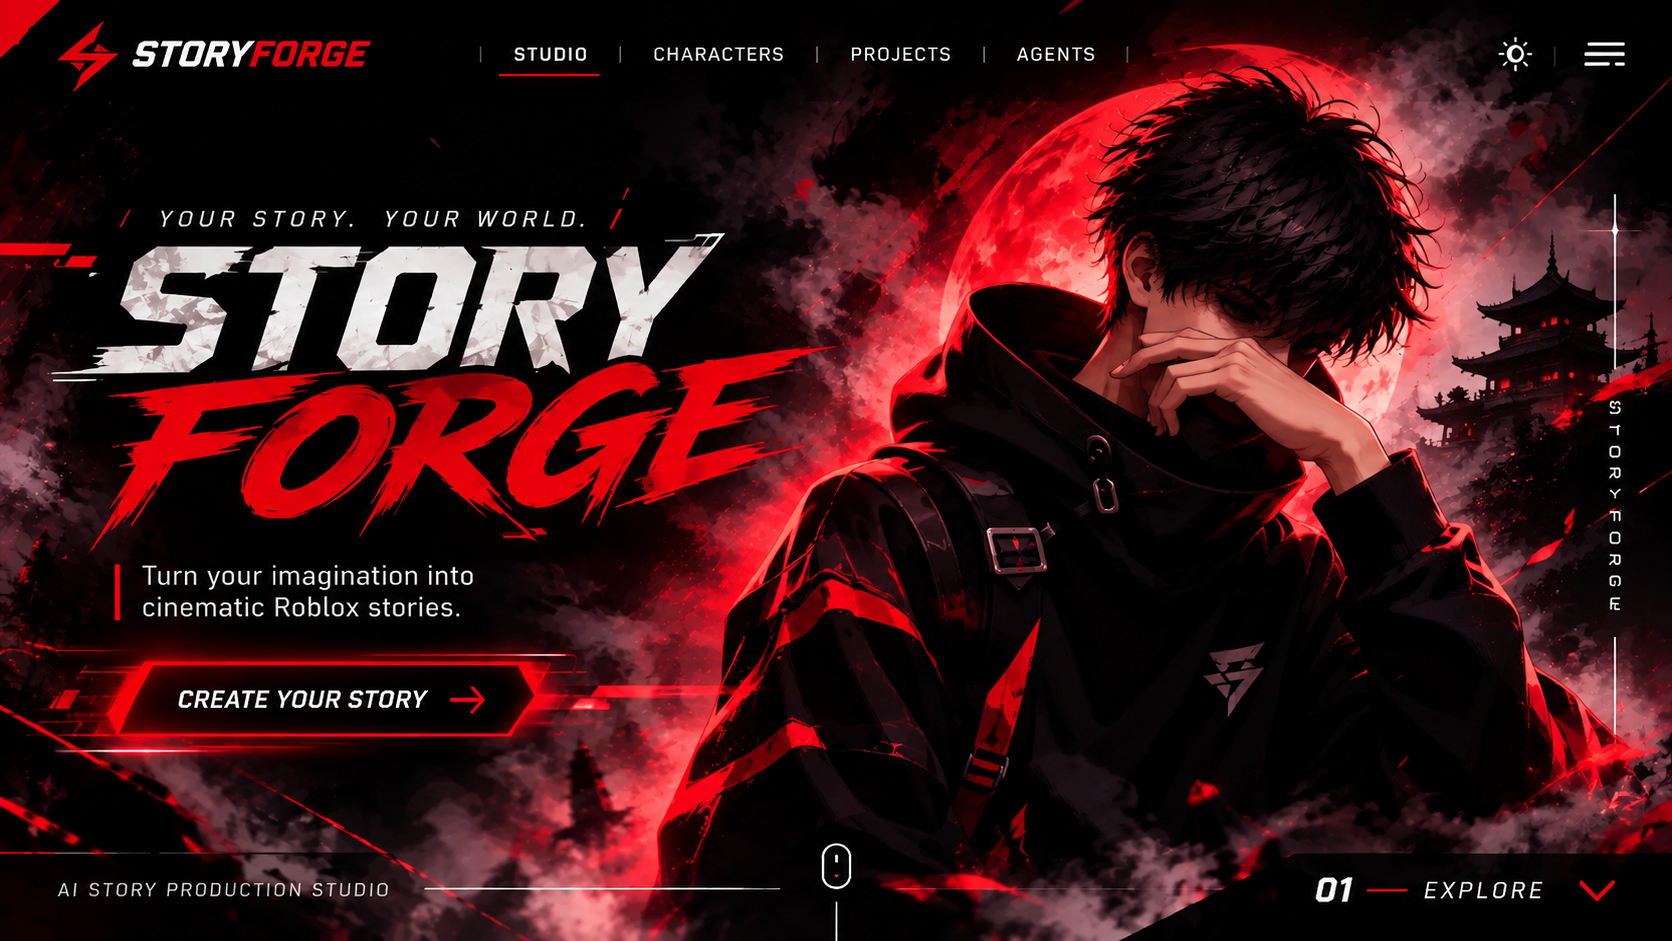 STORYFORGE
STUDIO
CHARACTERS
PROJECTS
AGENTS
YOUR STORY. YOUR WORLD.
STORY
FORGE
Turn your imagination into
cinematic Roblox stories.
CREATE YOUR STORY
STORYFORGE
AI STORY PRODUCTION STUDIO
01
EXPLORE